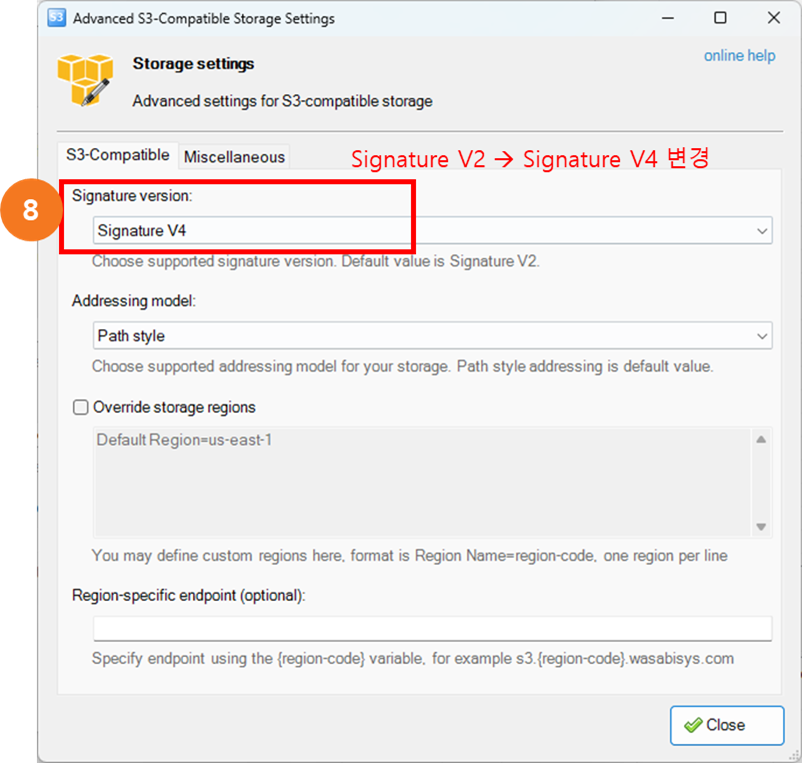 S3 Advanced S3-Compatible Storage Settings
Storage settings
online help
Advanced settings for S3-compatible storage
S3-Compatible Miscellaneous
Signature V2 → Signature V4 변경
8
Signature version:
Signature V4
Choose supported signature version. Default value is Signature V2.
Addressing model:
Path style
Choose supported addressing model for your storage. Path style addressing is default value.
Override storage regions
Default Region=us-east-1
You may define custom regions here, format is Region Name=region-code, one region per line
Region-specific endpoint (optional):
Specify endpoint using the {region-code} variable, for example s3.{region-code}.wasabisys.com
Close